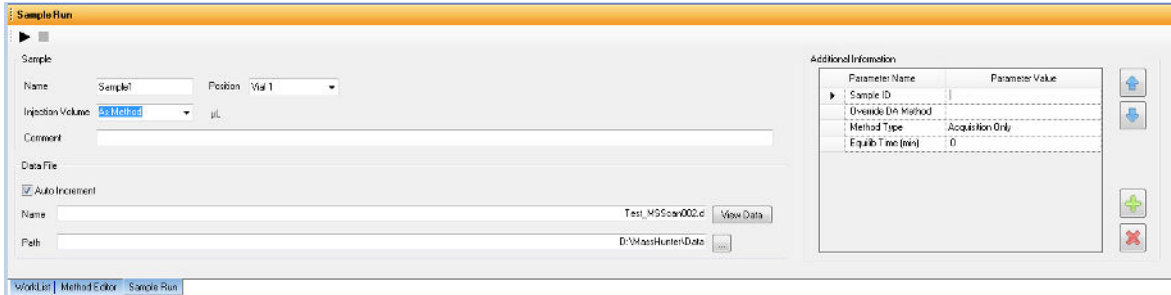 Sample Run
Sample
Name Sample1 Position Vial 1
Injection Volume As Method µL
Comment
Data File
Auto Increment
Name Test_MSScan002.d View Data
Path D:\MassHunter\Data ...
Additional Information
Parameter Name Parameter Value
Sample ID
Override DA Method
Method Type Acquisition Only
Equilib Time (min) 0
WorkList Method Editor Sample Run